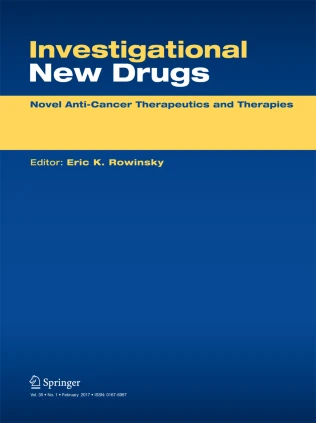 Investigational
New Drugs
Novel Anti-Cancer Therapeutics and Therapies
Editor: Eric K. Rowinsky
Springer
Vol. 35 • No. 1 • February 2017 • ISSN: 0167-6997